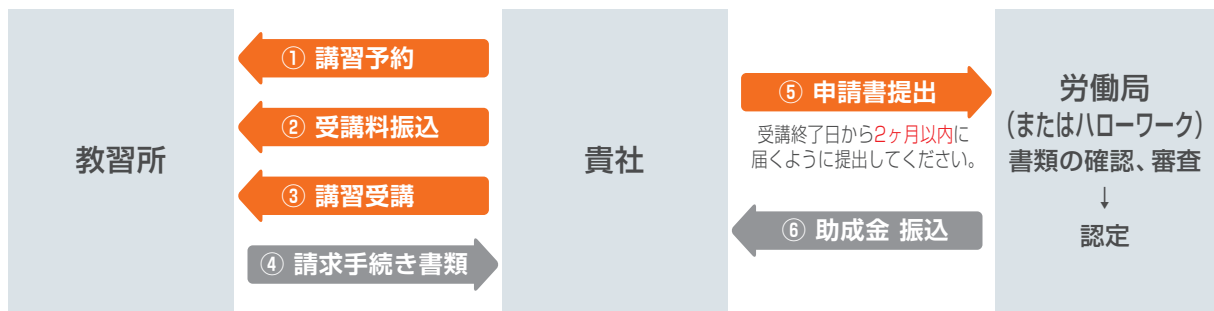 教習所
① 講習予約
② 受講料振込
③ 講習受講
④ 請求手続き書類
貴社
⑤ 申請書提出
受講終了日から2ヶ月以内に
届くように提出してください。
⑥ 助成金 振込
労働局
(またはハローワーク)
書類の確認、審査
↓
認定